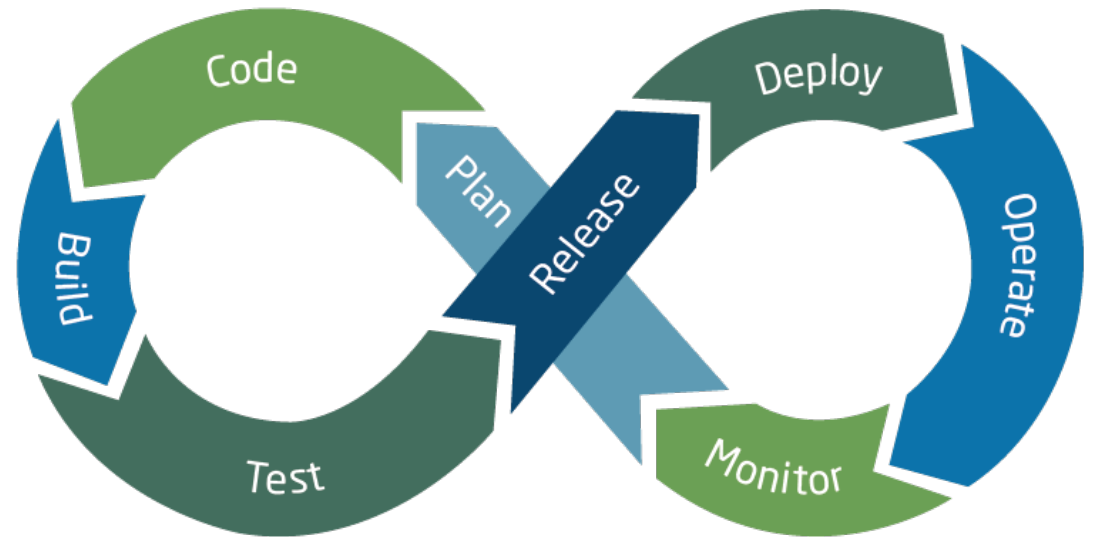 Plan
Code
Build
Test
Release
Deploy
Operate
Monitor